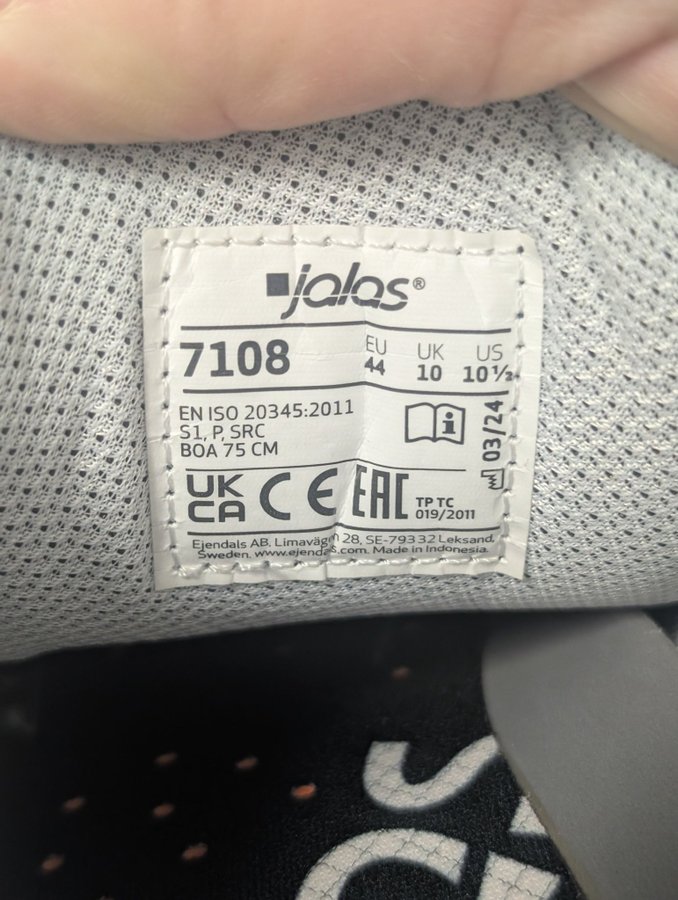 jalas®
7108
EU UK US
44 10 10½
EN ISO 20345:2011
S1, P, SRC
BOA 75 CM
i
03/24
UK
CA CE EAC TP TC
019/2011
Ejendals AB, Limavägen 28, SE-793 32 Leksand,
Sweden. www.ejendals.com. Made in Indonesia.